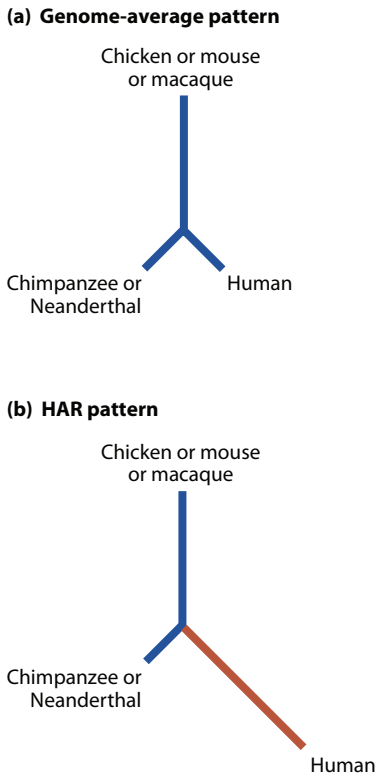 (a) Genome-average pattern
Chicken or mouse
or macaque
Chimpanzee or
Neanderthal
Human
(b) HAR pattern
Chicken or mouse
or macaque
Chimpanzee or
Neanderthal
Human